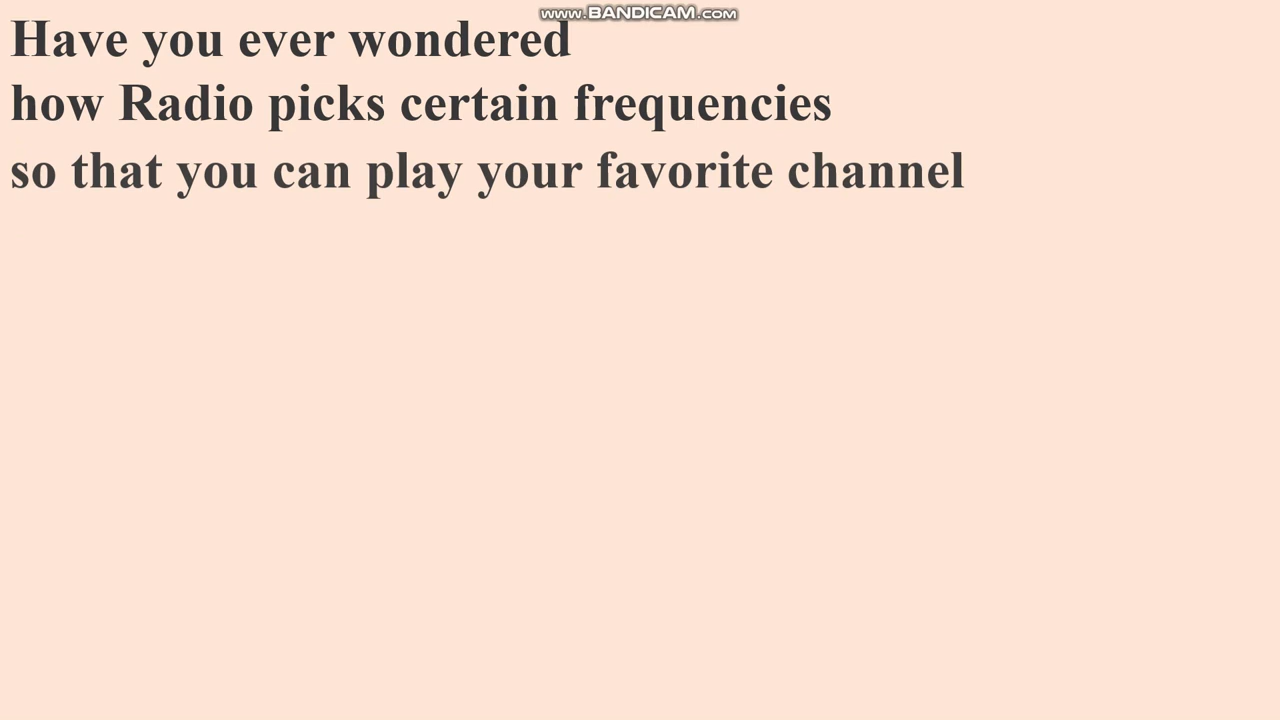 www.BANDICAM.com
Have you ever wondered
how Radio picks certain frequencies
so that you can play your favorite channel